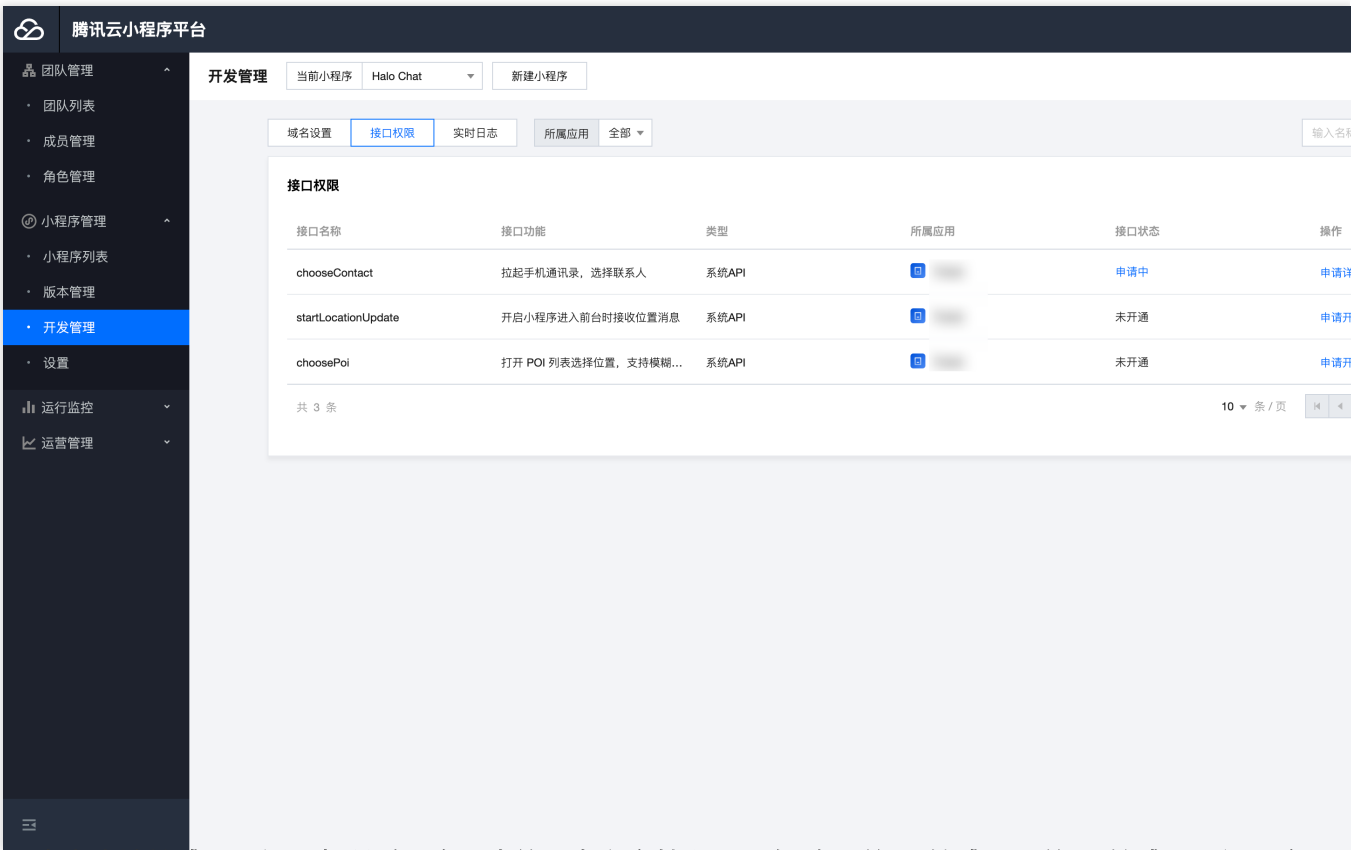 腾讯云小程序平台
团队管理
· 团队列表
· 成员管理
· 角色管理
小程序管理
· 小程序列表
· 版本管理
· 开发管理
· 设置
运行监控
运营管理
开发管理 当前小程序 Halo Chat 新建小程序
域名设置 接口权限 实时日志 所属应用 全部 输入名称
接口权限
接口名称 接口功能 类型 所属应用 接口状态 操作
chooseContact 拉起手机通讯录，选择联系人 系统API 申请中 申请详
startLocationUpdate 开启小程序进入前台时接收位置消息 系统API 未开通 申请开
choosePoi 打开 POI 列表选择位置，支持模糊... 系统API 未开通 申请开
共 3 条 10 条 / 页